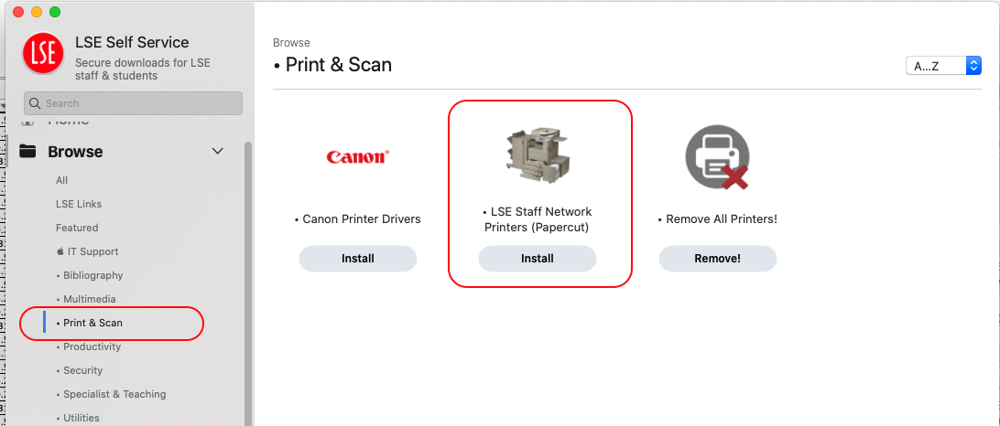 LSE
LSE Self Service
Secure downloads for LSE
staff & students
Search
Home
Browse
All
LSE Links
Featured
IT Support
• Bibliography
• Multimedia
• Print & Scan
• Productivity
• Security
• Specialist & Teaching
• Utilities
Browse
• Print & Scan
A...Z
Canon
• Canon Printer Drivers
Install
• LSE Staff Network
Printers (Papercut)
Install
• Remove All Printers!
Remove!